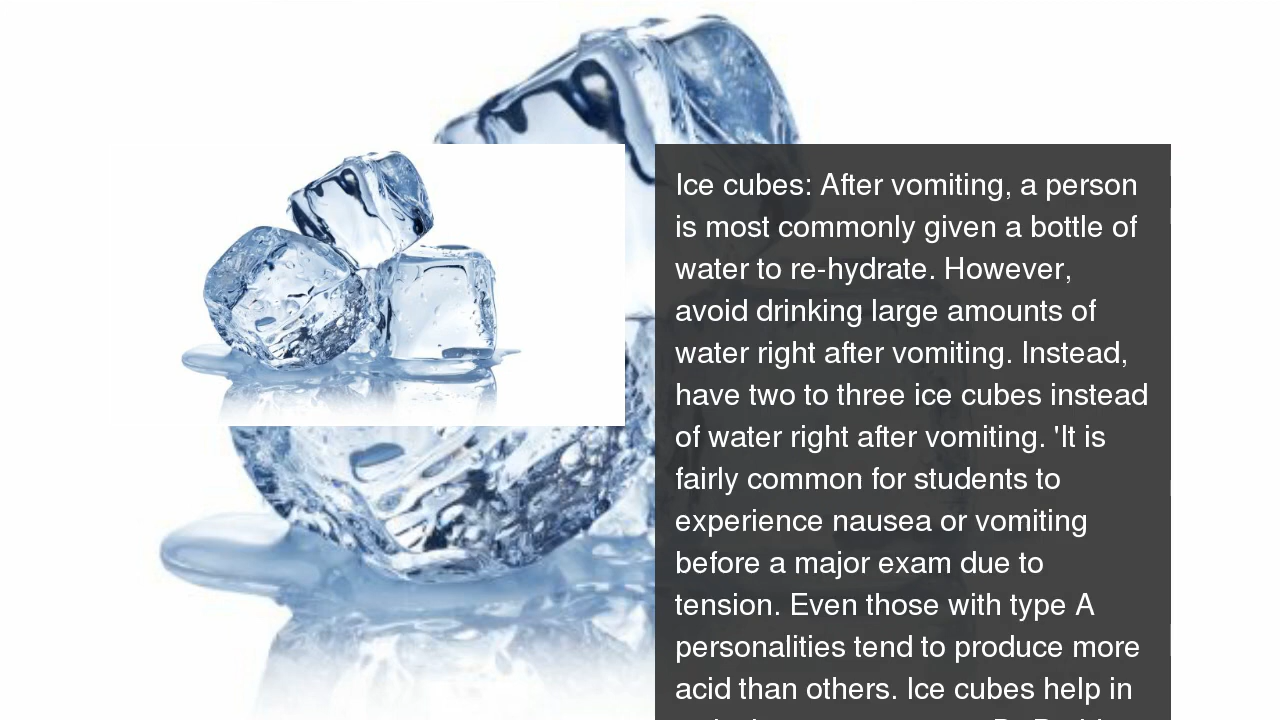 Ice cubes: After vomiting, a person
is most commonly given a bottle of
water to re-hydrate. However,
avoid drinking large amounts of
water right after vomiting. Instead,
have two to three ice cubes instead
of water right after vomiting. 'It is
fairly common for students to
experience nausea or vomiting
before a major exam due to
tension. Even those with type A
personalities tend to produce more
acid than others. Ice cubes help in